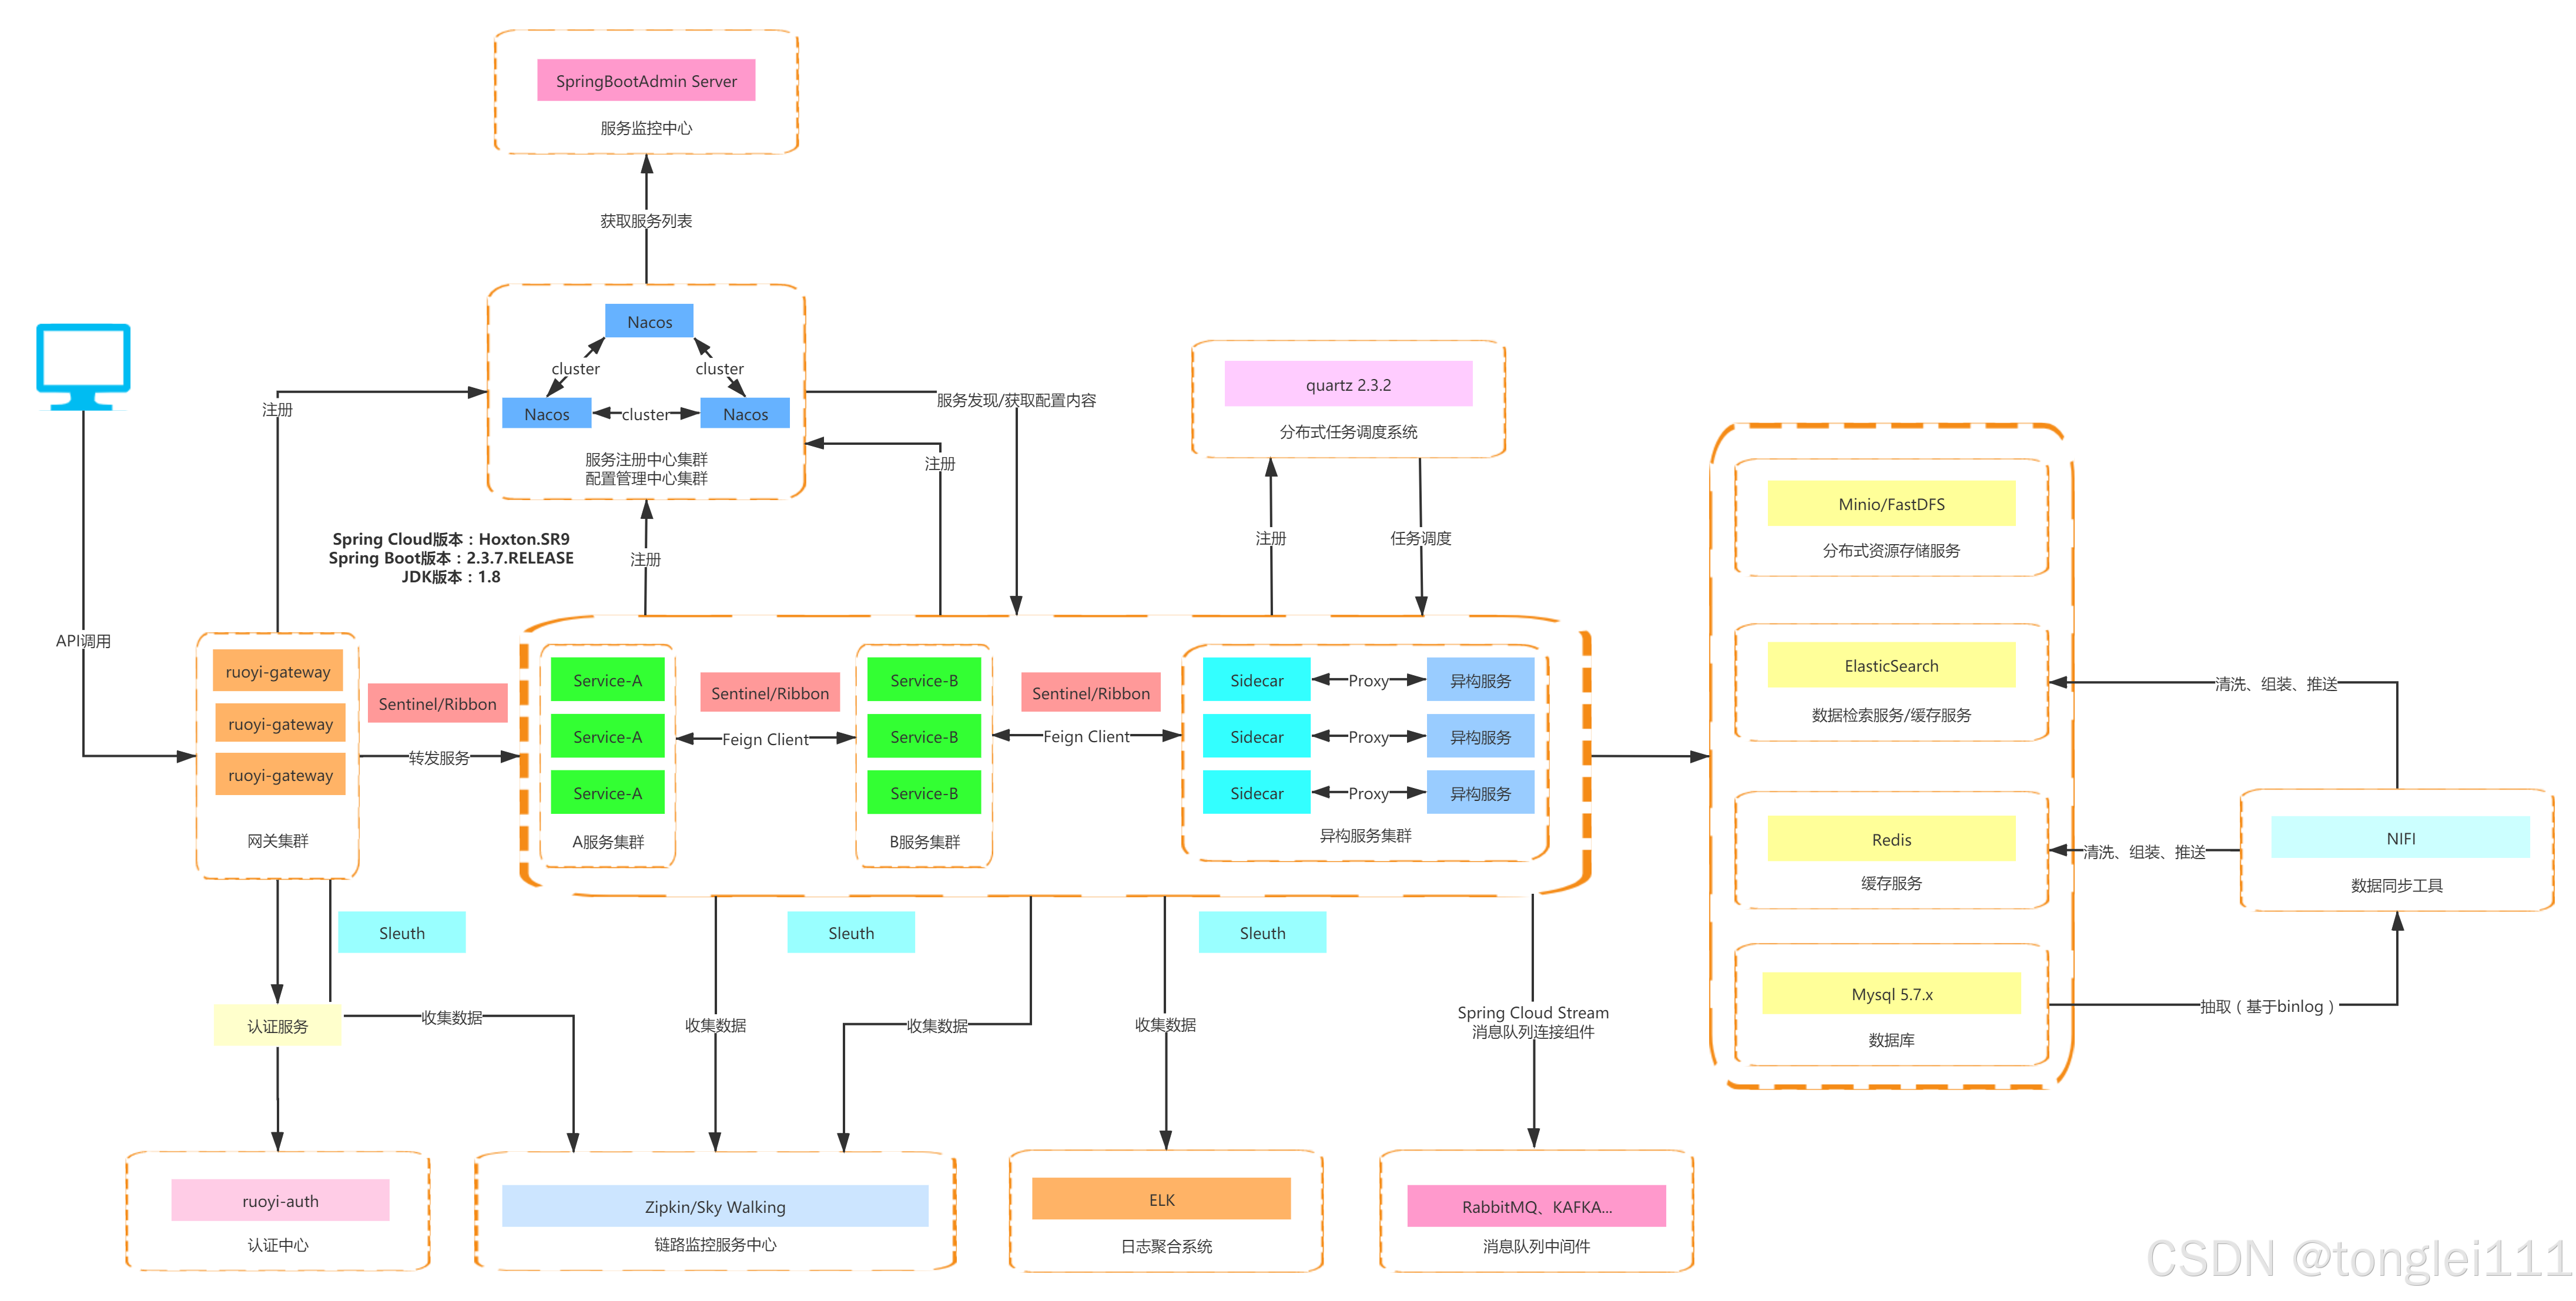 SpringBootAdmin Server
服务监控中心
获取服务列表
Nacos
cluster
cluster
Nacos
cluster
Nacos
服务注册中心集群
配置管理中心集群
注册
服务发现/获取配置内容
注册
quartz 2.3.2
分布式任务调度系统
Spring Cloud版本：Hoxton.SR9
Spring Boot版本：2.3.7.RELEASE
JDK版本：1.8
注册
注册
任务调度
API调用
ruoyi-gateway
ruoyi-gateway
ruoyi-gateway
网关集群
Sentinel/Ribbon
转发服务
Service-A
Service-A
Service-A
A服务集群
Sentinel/Ribbon
Feign Client
Service-B
Service-B
Service-B
B服务集群
Sentinel/Ribbon
Feign Client
Sidecar
Proxy
异构服务
Sidecar
Proxy
异构服务
Sidecar
Proxy
异构服务
异构服务集群
Minio/FastDFS
分布式资源存储服务
ElasticSearch
数据检索服务/缓存服务
Redis
缓存服务
Mysql 5.7.x
数据库
清洗、组装、推送
清洗、组装、推送
NIFI
数据同步工具
抽取（基于binlog）
Sleuth
Sleuth
Sleuth
认证服务
收集数据
收集数据
收集数据
收集数据
Spring Cloud Stream
消息队列连接组件
ruoyi-auth
认证中心
Zipkin/Sky Walking
链路监控服务中心
ELK
日志聚合系统
RabbitMQ、KAFKA...
消息队列中间件
CSDN @tonglei111